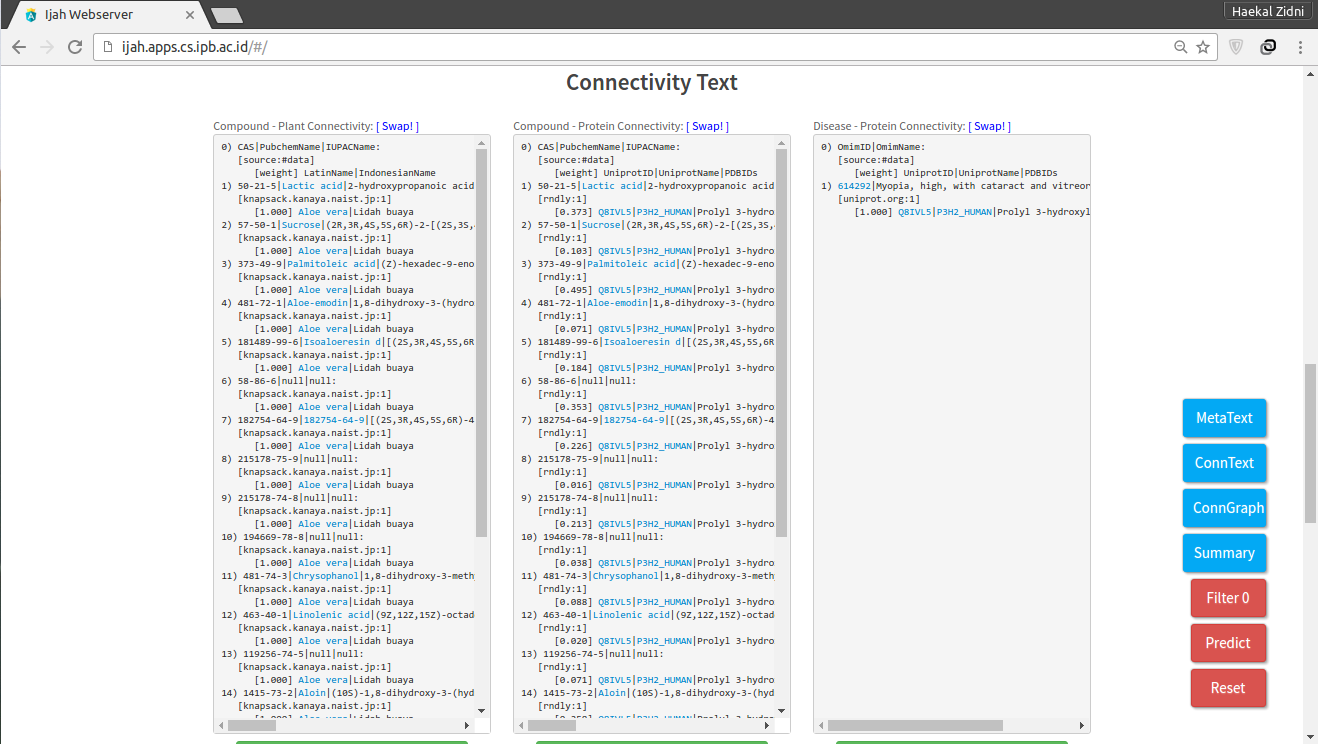 Ijah Webserver
Haekal Zidni
ijah.apps.cs.ipb.ac.id/#/
Connectivity Text
Compound - Plant Connectivity: [ Swap! ]
0) CAS|PubchemName|IUPACName:
[source:#data]
[weight] LatinName|IndonesianName
1) 50-21-5|Lactic acid|2-hydroxypropanoic acid
[knapsack.kanaya.naist.jp:1]
[1.000] Aloe vera|Lidah buaya
2) 57-50-1|Sucrose|(2R,3R,4S,5S,6R)-2-[(2S,3S,
[knapsack.kanaya.naist.jp:1]
[1.000] Aloe vera|Lidah buaya
3) 373-49-9|Palmitoleic acid|(Z)-hexadec-9-eno
[knapsack.kanaya.naist.jp:1]
[1.000] Aloe vera|Lidah buaya
4) 481-72-1|Aloe-emodin|1,8-dihydroxy-3-(hydro
[knapsack.kanaya.naist.jp:1]
[1.000] Aloe vera|Lidah buaya
5) 181489-99-6|Isoaloeresin d|[(2S,3R,4S,5S,6R
[knapsack.kanaya.naist.jp:1]
[1.000] Aloe vera|Lidah buaya
6) 58-86-6|null|null:
[knapsack.kanaya.naist.jp:1]
[1.000] Aloe vera|Lidah buaya
7) 182754-64-9|182754-64-9|[(2S,3R,4S,5S,6R)-4
[knapsack.kanaya.naist.jp:1]
[1.000] Aloe vera|Lidah buaya
8) 215178-75-9|null|null:
[knapsack.kanaya.naist.jp:1]
[1.000] Aloe vera|Lidah buaya
9) 215178-74-8|null|null:
[knapsack.kanaya.naist.jp:1]
[1.000] Aloe vera|Lidah buaya
10) 194669-78-8|null|null:
[knapsack.kanaya.naist.jp:1]
[1.000] Aloe vera|Lidah buaya
11) 481-74-3|Chrysophanol|1,8-dihydroxy-3-meth
[knapsack.kanaya.naist.jp:1]
[1.000] Aloe vera|Lidah buaya
12) 463-40-1|Linolenic acid|(9Z,12Z,15Z)-octad
[knapsack.kanaya.naist.jp:1]
[1.000] Aloe vera|Lidah buaya
13) 119256-74-5|null|null:
[knapsack.kanaya.naist.jp:1]
[1.000] Aloe vera|Lidah buaya
14) 1415-73-2|Aloin|(10S)-1,8-dihydroxy-3-(hyd
[knapsack.kanaya.naist.jp:1]
[1.000] Aloe vera|Lidah buaya
Compound - Protein Connectivity: [ Swap! ]
0) CAS|PubchemName|IUPACName:
[source:#data]
[weight] UniprotID|UniprotName|PDBIDs
1) 50-21-5|Lactic acid|2-hydroxypropanoic acid
[rndly:1]
[0.373] Q8IVL5|P3H2_HUMAN|Prolyl 3-hydro
2) 57-50-1|Sucrose|(2R,3R,4S,5S,6R)-2-[(2S,3S,
[rndly:1]
[0.103] Q8IVL5|P3H2_HUMAN|Prolyl 3-hydro
3) 373-49-9|Palmitoleic acid|(Z)-hexadec-9-eno
[rndly:1]
[0.495] Q8IVL5|P3H2_HUMAN|Prolyl 3-hydro
4) 481-72-1|Aloe-emodin|1,8-dihydroxy-3-(hydro
[rndly:1]
[0.071] Q8IVL5|P3H2_HUMAN|Prolyl 3-hydro
5) 181489-99-6|Isoaloeresin d|[(2S,3R,4S,5S,6R
[rndly:1]
[0.184] Q8IVL5|P3H2_HUMAN|Prolyl 3-hydro
6) 58-86-6|null|null:
[rndly:1]
[0.353] Q8IVL5|P3H2_HUMAN|Prolyl 3-hydro
7) 182754-64-9|182754-64-9|[(2S,3R,4S,5S,6R)-4
[rndly:1]
[0.226] Q8IVL5|P3H2_HUMAN|Prolyl 3-hydro
8) 215178-75-9|null|null:
[rndly:1]
[0.016] Q8IVL5|P3H2_HUMAN|Prolyl 3-hydro
9) 215178-74-8|null|null:
[rndly:1]
[0.213] Q8IVL5|P3H2_HUMAN|Prolyl 3-hydro
10) 194669-78-8|null|null:
[rndly:1]
[0.038] Q8IVL5|P3H2_HUMAN|Prolyl 3-hydro
11) 481-74-3|Chrysophanol|1,8-dihydroxy-3-meth
[rndly:1]
[0.088] Q8IVL5|P3H2_HUMAN|Prolyl 3-hydro
12) 463-40-1|Linolenic acid|(9Z,12Z,15Z)-octad
[rndly:1]
[0.020] Q8IVL5|P3H2_HUMAN|Prolyl 3-hydro
13) 119256-74-5|null|null:
[rndly:1]
[0.071] Q8IVL5|P3H2_HUMAN|Prolyl 3-hydro
14) 1415-73-2|Aloin|(10S)-1,8-dihydroxy-3-(hyd
[rndly:1]
Q8IVL5|P3H2_HUMAN|Prolyl 3-hydro
Disease - Protein Connectivity: [ Swap! ]
0) OmimID|OmimName:
[source:#data]
[weight] UniprotID|UniprotName|PDBIDs
1) 614292|Myopia, high, with cataract and vitreor
[uniprot.org:1]
[1.000] Q8IVL5|P3H2_HUMAN|Prolyl 3-hydroxyl
MetaText
ConnText
ConnGraph
Summary
Filter 0
Predict
Reset